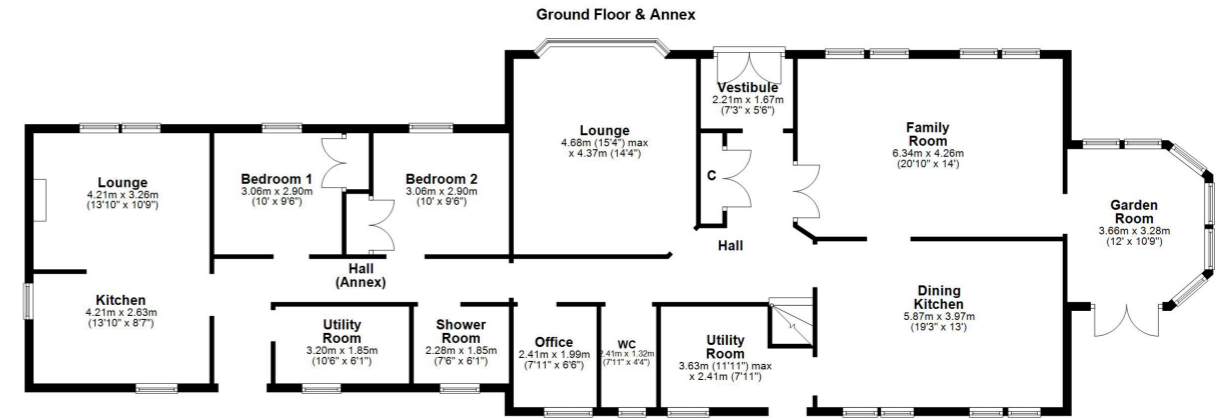 Ground Floor & Annex
Vestibule
2.21m x 1.67m
(7'3" x 5'6")
Lounge
4.68m (15'4") max
x 4.37m (14'4")
Family
Room
6.34m x 4.26m
(20'10" x 14')
Lounge
4.21m x 3.26m
(13'10" x 10'9")
Bedroom 1
3.06m x 2.90m
(10' x 9'6")
Bedroom 2
3.06m x 2.90m
(10' x 9'6")
C
Garden
Room
3.66m x 3.28m
(12' x 10'9")
Hall
Hall
(Annex)
Kitchen
4.21m x 2.63m
(13'10" x 8'7")
Dining
Kitchen
5.87m x 3.97m
(19'3" x 13')
Utility
Room
3.20m x 1.85m
(10'6" x 6'1")
Shower
Room
2.28m x 1.85m
(7'6" x 6'1")
Office
2.41m x 1.99m
(7'11" x 6'6")
WC
2.41m x 1.32m
(7'11" x 4'4")
Utility
Room
3.63m (11'11") max
x 2.41m (7'11")